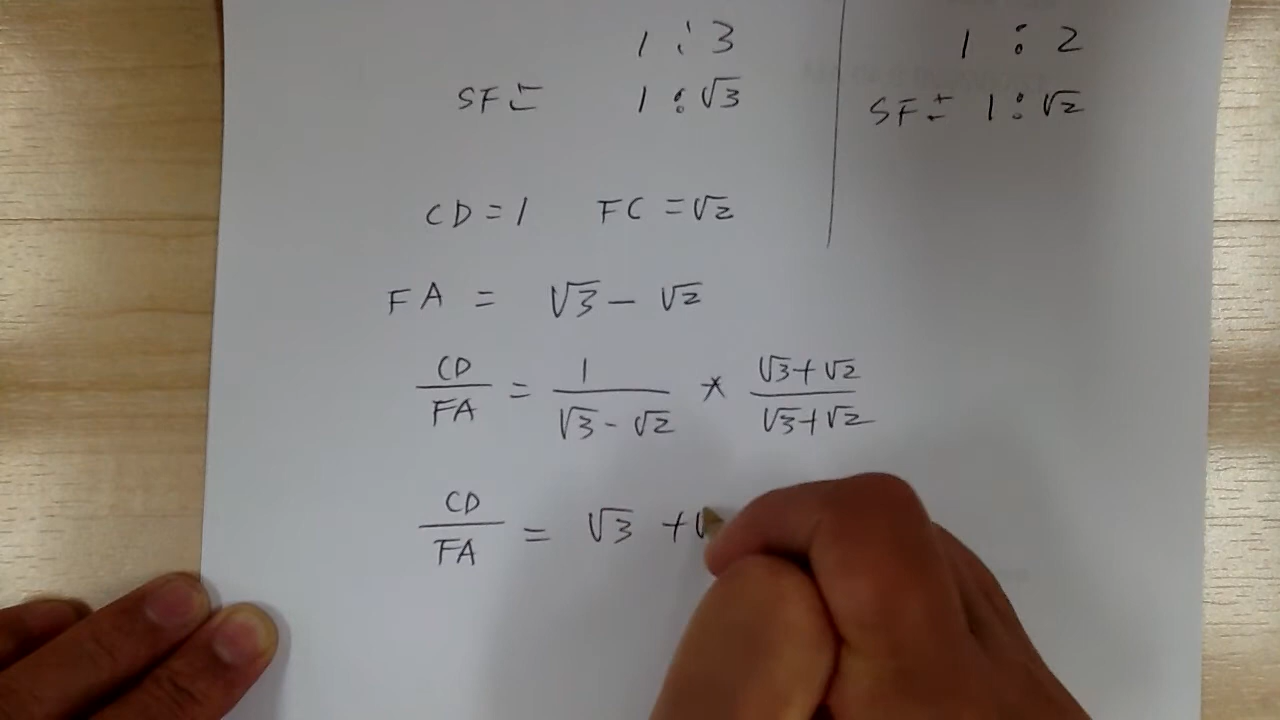 1 : 3
SF = 1 : √3
1 : 2
SF = 1 : √2
CD = 1 FC = √2
FA = √3 - √2
CD/FA = 1/(√3 - √2) * (√3+√2)/(√3+√2)
CD/FA = √3 + √